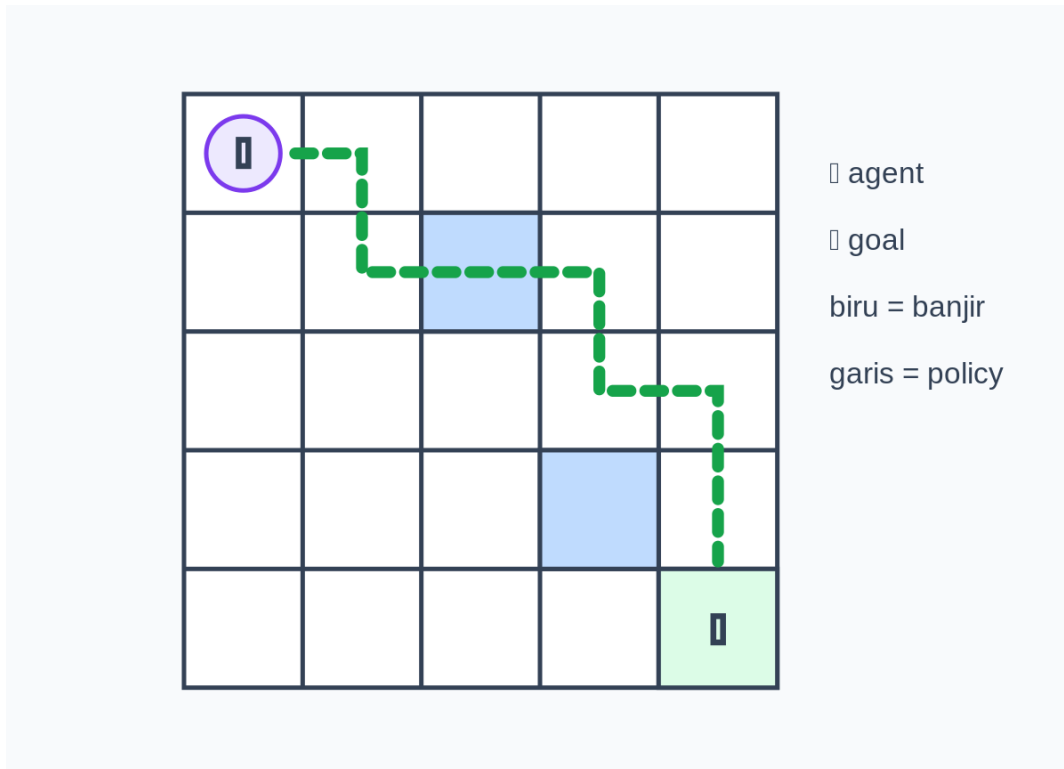 agent
goal
biru = banjir
garis = policy